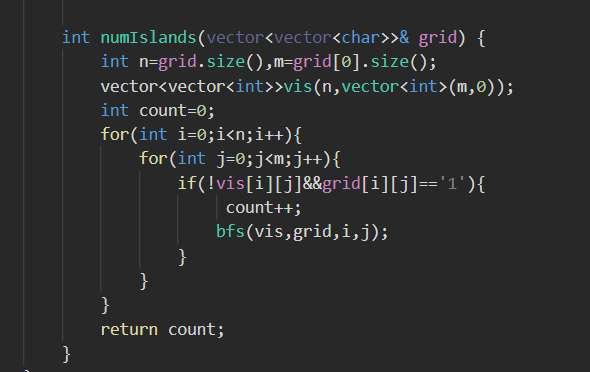 int numIslands(vector<vector<char>>& grid) {
int n=grid.size(),m=grid[0].size();
vector<vector<int>>vis(n,vector<int>(m,0));
int count=0;
for(int i=0;i<n;i++){
for(int j=0;j<m;j++){
if(!vis[i][j]&&grid[i][j]=='1'){
count++;
bfs(vis,grid,i,j);
}
}
}
return count;
}